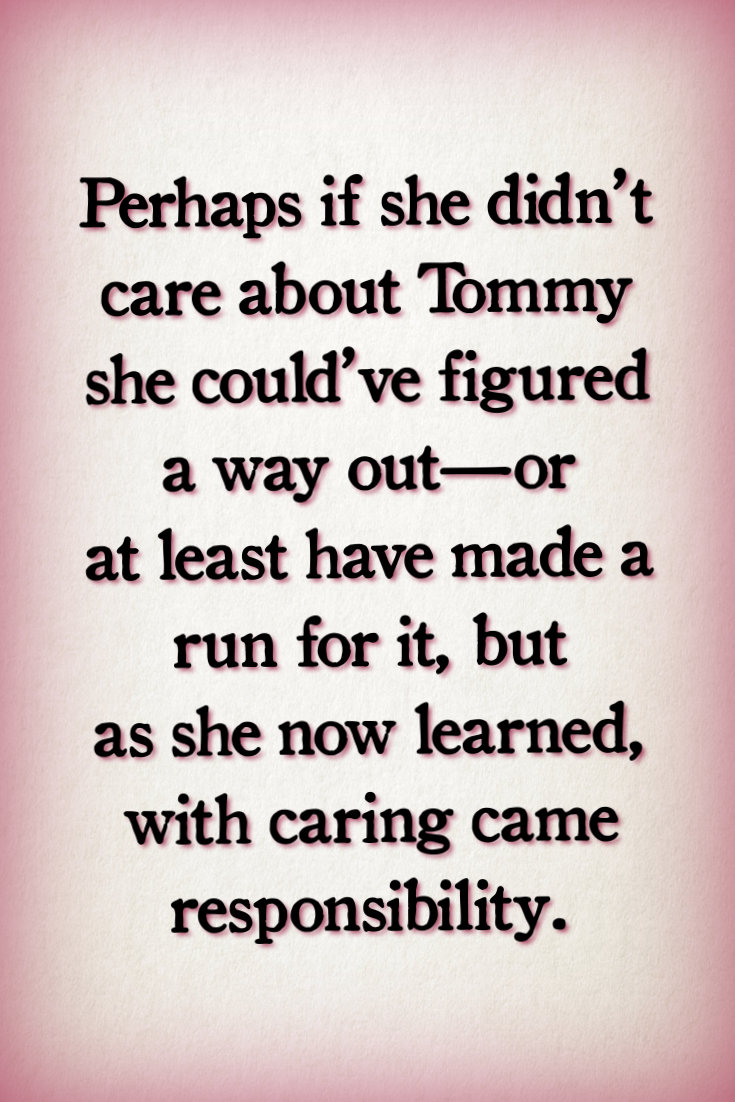 Perhaps if she didn’t
care about Tommy
she could’ve figured
a way out—or
at least have made a
run for it, but
as she now learned,
with caring came
responsibility.